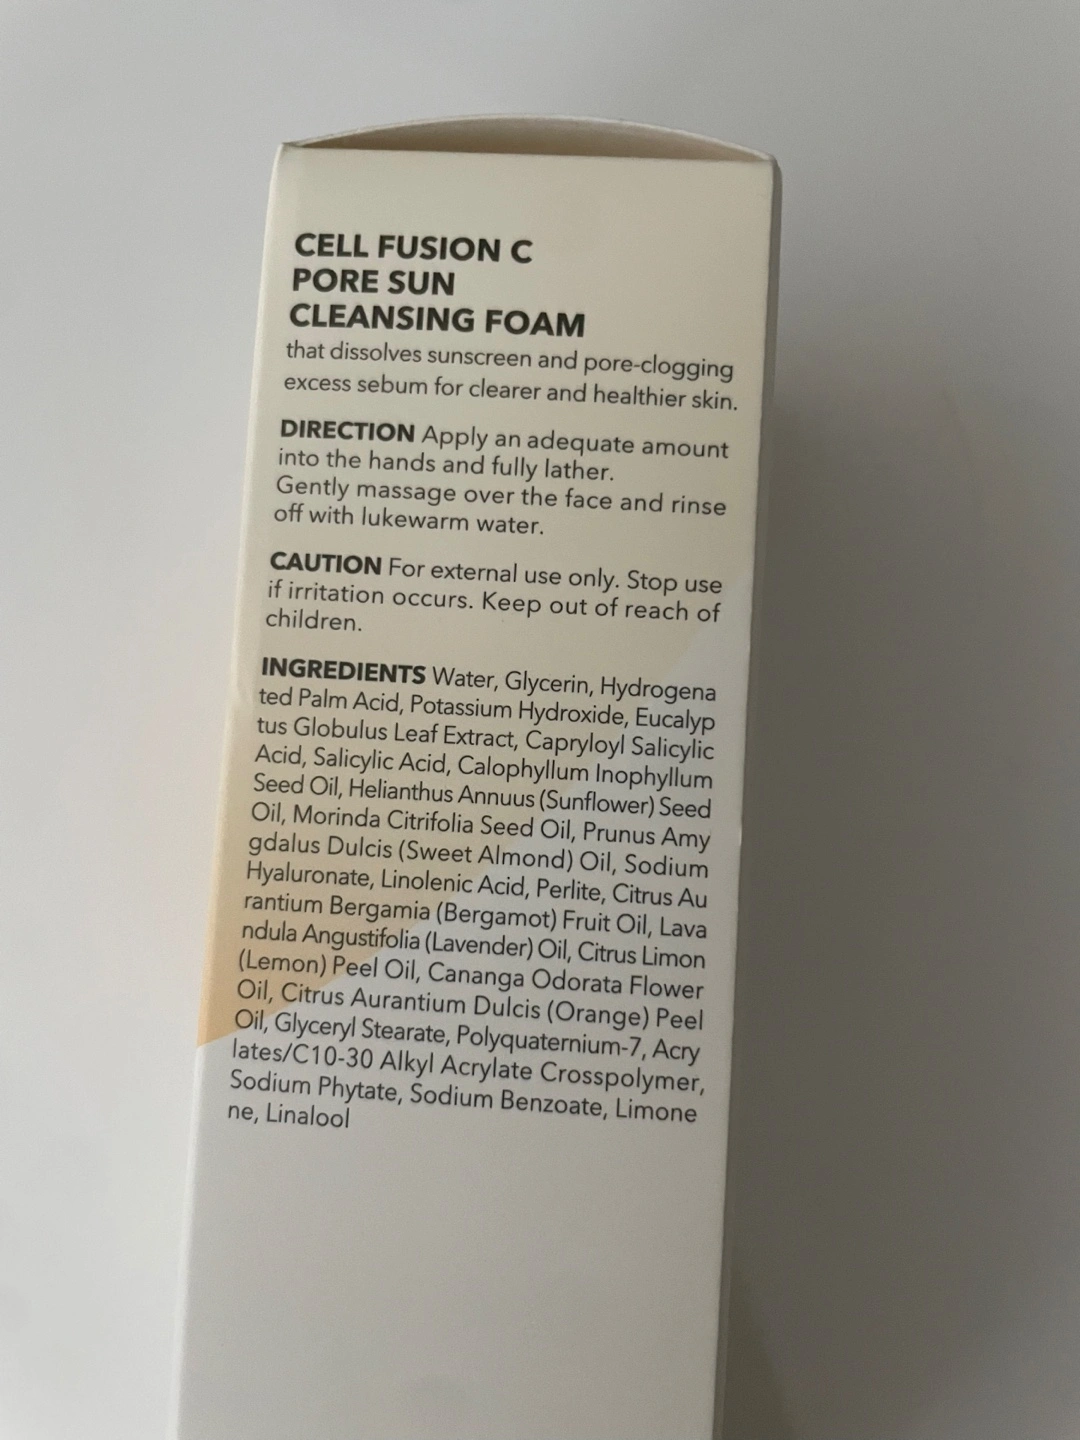 CELL FUSION C
PORE SUN
CLEANSING FOAM
that dissolves sunscreen and pore-clogging
excess sebum for clearer and healthier skin.
DIRECTION Apply an adequate amount
into the hands and fully lather.
Gently massage over the face and rinse
off with lukewarm water.
CAUTION For external use only. Stop use
if irritation occurs. Keep out of reach of
children.
INGREDIENTS Water, Glycerin, Hydrogena
ted Palm Acid, Potassium Hydroxide, Eucalyp
tus Globulus Leaf Extract, Capryloyl Salicylic
Acid, Salicylic Acid, Calophyllum Inophyllum
Seed Oil, Helianthus Annuus (Sunflower) Seed
Oil, Morinda Citrifolia Seed Oil, Prunus Amy
gdalus Dulcis (Sweet Almond) Oil, Sodium
Hyaluronate, Linolenic Acid, Perlite, Citrus Au
rantium Bergamia (Bergamot) Fruit Oil, Lava
ndula Angustifolia (Lavender) Oil, Citrus Limon
(Lemon) Peel Oil, Cananga Odorata Flower
Oil, Citrus Aurantium Dulcis (Orange) Peel
Oil, Glyceryl Stearate, Polyquaternium-7, Acry
lates/C10-30 Alkyl Acrylate Crosspolymer,
Sodium Phytate, Sodium Benzoate, Limone
ne, Linalool